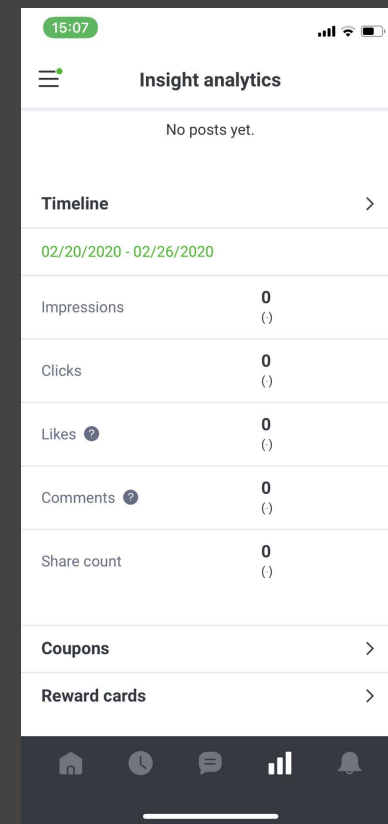 15:07
Insight analytics
No posts yet.
Timeline
02/20/2020 - 02/26/2020
Impressions
0
(-)
Clicks
0
(-)
Likes ?
0
(-)
Comments ?
0
(-)
Share count
0
(-)
Coupons
Reward cards